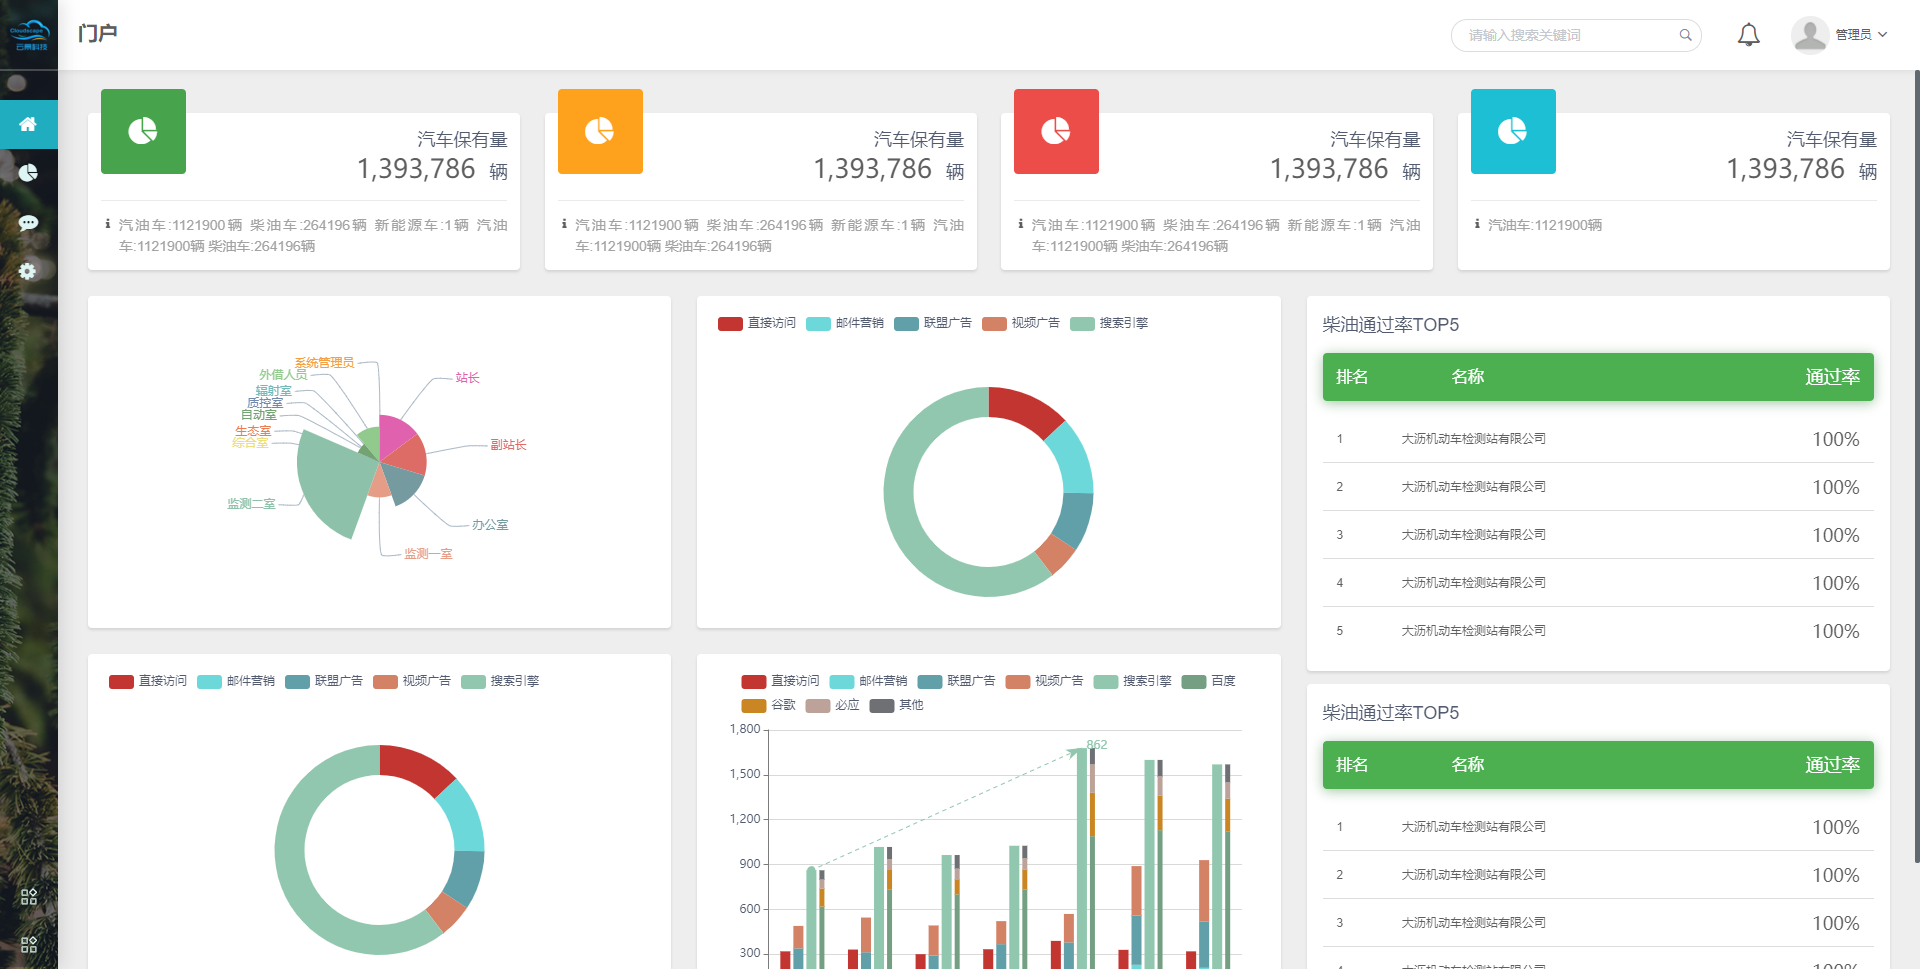 Cloudscape
云景科技
门户
请输入搜索关键词
管理员
汽车保有量
1,393,786 辆
汽油车:1121900辆 柴油车:264196辆 新能源车:1辆 汽油
车:1121900辆 柴油车:264196辆
汽车保有量
1,393,786 辆
汽油车:1121900辆 柴油车:264196辆 新能源车:1辆 汽油
车:1121900辆 柴油车:264196辆
汽车保有量
1,393,786 辆
汽油车:1121900辆 柴油车:264196辆 新能源车:1辆 汽油
车:1121900辆 柴油车:264196辆
汽车保有量
1,393,786 辆
汽油车:1121900辆
系统管理员
外借人员
辐射室
质控室
自动室
生态室
综合室
监测二室
站长
副站长
办公室
监测一室
直接访问 邮件营销 联盟广告 视频广告 搜索引擎
柴油通过率TOP5
排名 名称 通过率
1 大沥机动车检测站有限公司 100%
2 大沥机动车检测站有限公司 100%
3 大沥机动车检测站有限公司 100%
4 大沥机动车检测站有限公司 100%
5 大沥机动车检测站有限公司 100%
直接访问 邮件营销 联盟广告 视频广告 搜索引擎
直接访问 邮件营销 联盟广告 视频广告 搜索引擎 百度
谷歌 必应 其他
1,800
1,500
1,200
900
600
300
862
柴油通过率TOP5
排名 名称 通过率
1 大沥机动车检测站有限公司 100%
2 大沥机动车检测站有限公司 100%
3 大沥机动车检测站有限公司 100%